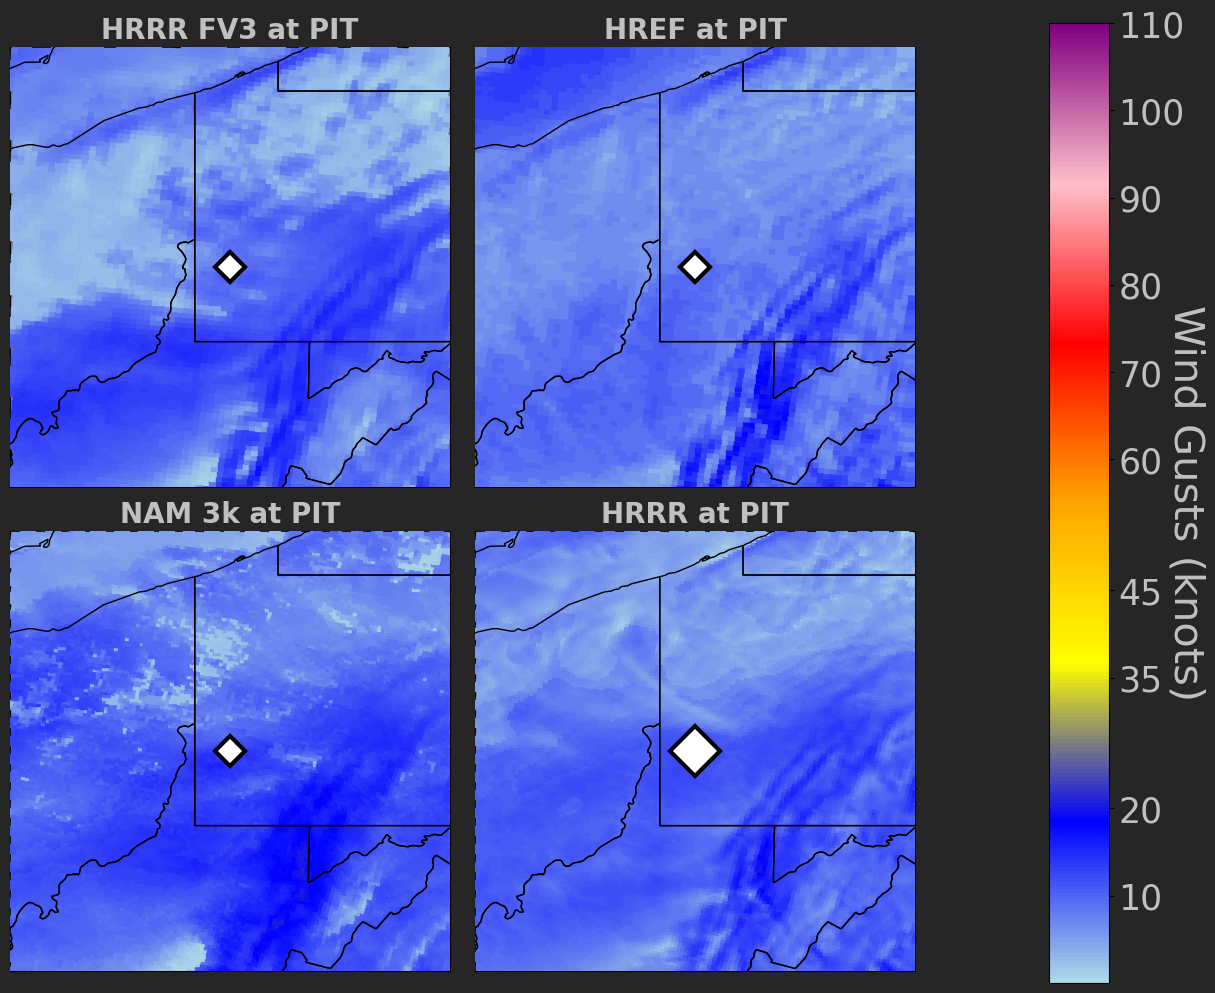 HRRR FV3 at PIT
HREF at PIT
NAM 3k at PIT
HRRR at PIT
110
100
90
80
70
60
45
35
20
10
Wind Gusts (knots)